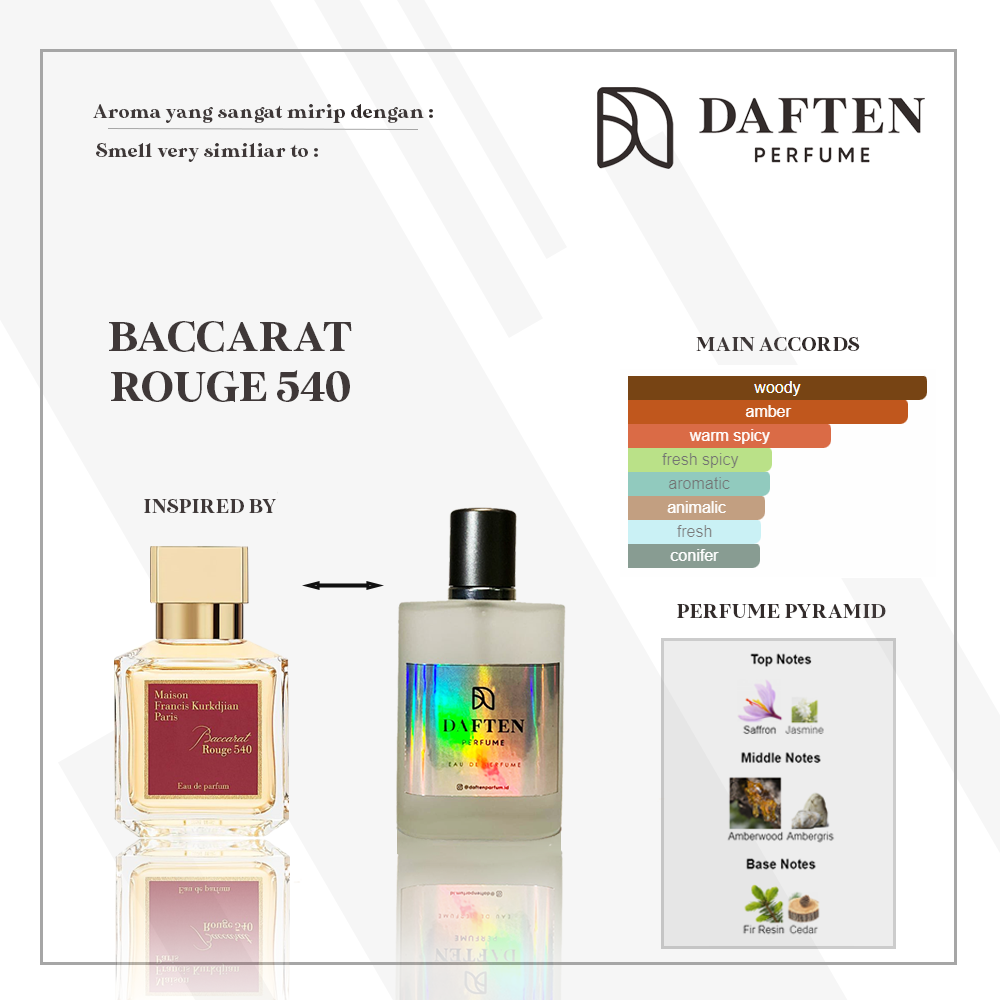 Aroma yang sangat mirip dengan :
Smell very similiar to :
DAFTEN
PERFUME
BACCARAT
ROUGE 540
MAIN ACCORDS
woody
amber
warm spicy
fresh spicy
aromatic
animalic
fresh
conifer
INSPIRED BY
Maison
Francis Kurkdjian
Paris
Baccarat
Rouge 540
Eau de parfum
DAFTEN
PERFUME
EAU DE PERFUME
@daftenparfum.id
PERFUME PYRAMID
Top Notes
Saffron Jasmine
Middle Notes
Amberwood Ambergris
Base Notes
Fir Resin Cedar